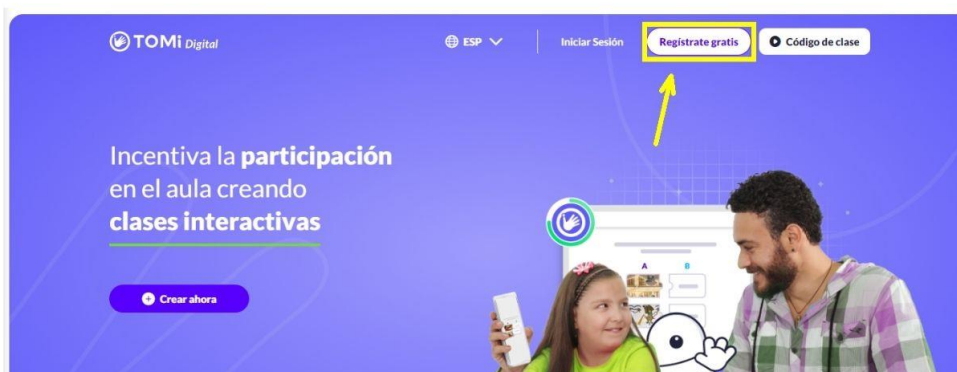 TOMi Digital
ESP
Iniciar Sesión
Regístrate gratis
Código de clase
Incentiva la participación
en el aula creando
clases interactivas
Crear ahora
A B